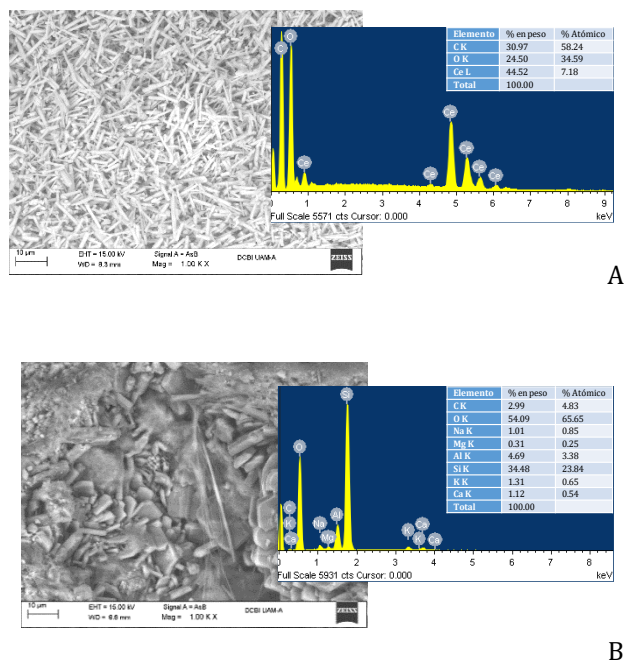 Elemento % en peso % Atómico
C K 30.97 58.24
O K 24.50 34.59
Ce L 44.52 7.18
Total 100.00
C O Ce Ce Ce Ce Ce Ce
1 2 3 4 5 6 7 8 9
Full Scale 5571 cts Cursor: 0.000 keV
10 µm EHT = 15.00 kV Signal A = AsB DCBI UAM-A ZEISS
WD = 8.3 mm Mag = 1.00 K X
A
Elemento % en peso % Atómico
C K 2.99 4.83
O K 54.09 65.65
Na K 1.01 0.85
Mg K 0.31 0.25
Al K 4.69 3.38
Si K 34.48 23.84
K K 1.31 0.65
Ca K 1.12 0.54
Total 100.00
Si
O
C K Ca Na Mg Al K Ca K Ca
0 1 2 3 4 5 6 7 8
Full Scale 5931 cts Cursor: 0.000 keV
10 µm EHT = 15.00 kV Signal A = AsB DCBI UAM-A ZEISS
WD = 8.8 mm Mag = 1.00 K X
B